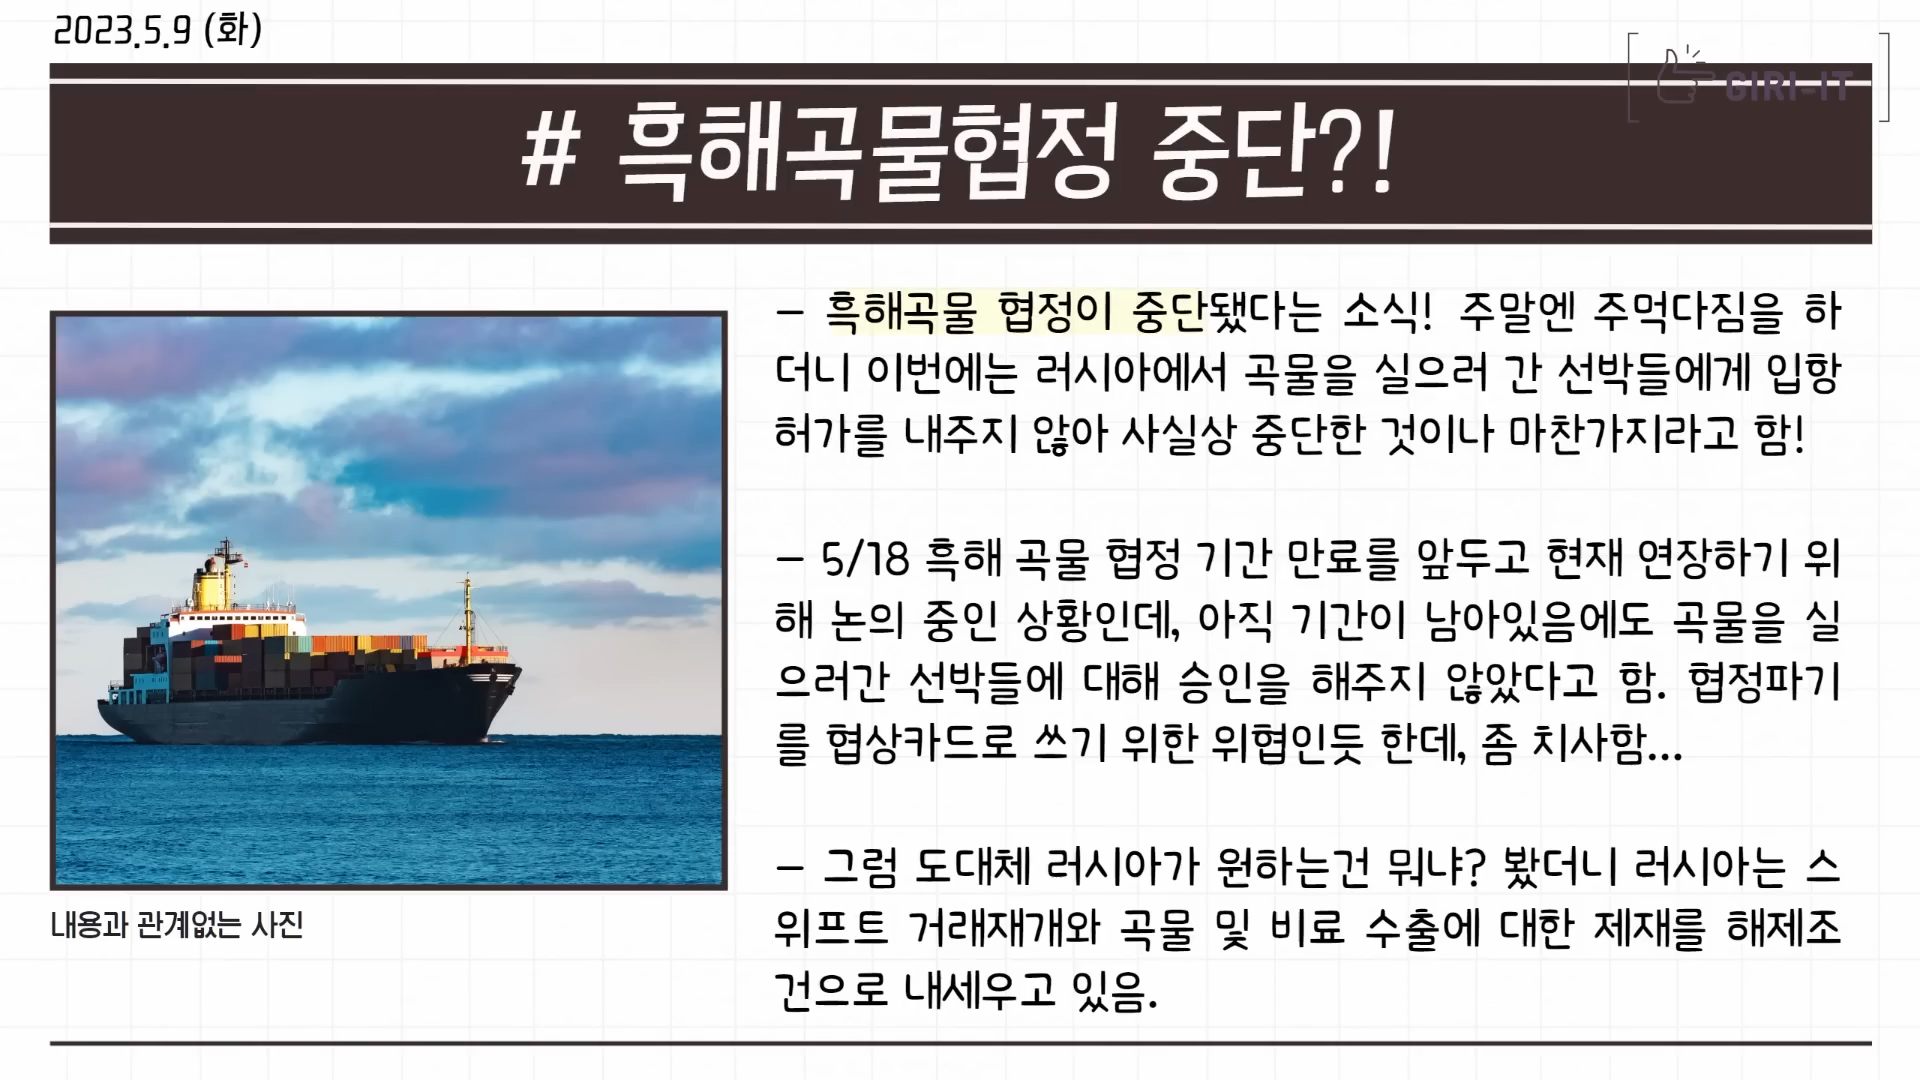 2023.5.9 (화)
GIRI-IT
# 흑해곡물협정 중단?!
- 흑해곡물 협정이 중단됐다는 소식! 주말엔 주먹다짐을 하
더니 이번에는 러시아에서 곡물을 실으러 간 선박들에게 입항
허가를 내주지 않아 사실상 중단한 것이나 마찬가지라고 함!
- 5/18 흑해 곡물 협정 기간 만료를 앞두고 현재 연장하기 위
해 논의 중인 상황인데, 아직 기간이 남아있음에도 곡물을 실
으러간 선박들에 대해 승인을 해주지 않았다고 함. 협정파기
를 협상카드로 쓰기 위한 위협인듯 한데, 좀 치사함...
- 그럼 도대체 러시아가 원하는건 뭐냐? 봤더니 러시아는 스
위프트 거래재개와 곡물 및 비료 수출에 대한 제재를 해제조
건으로 내세우고 있음.
내용과 관계없는 사진